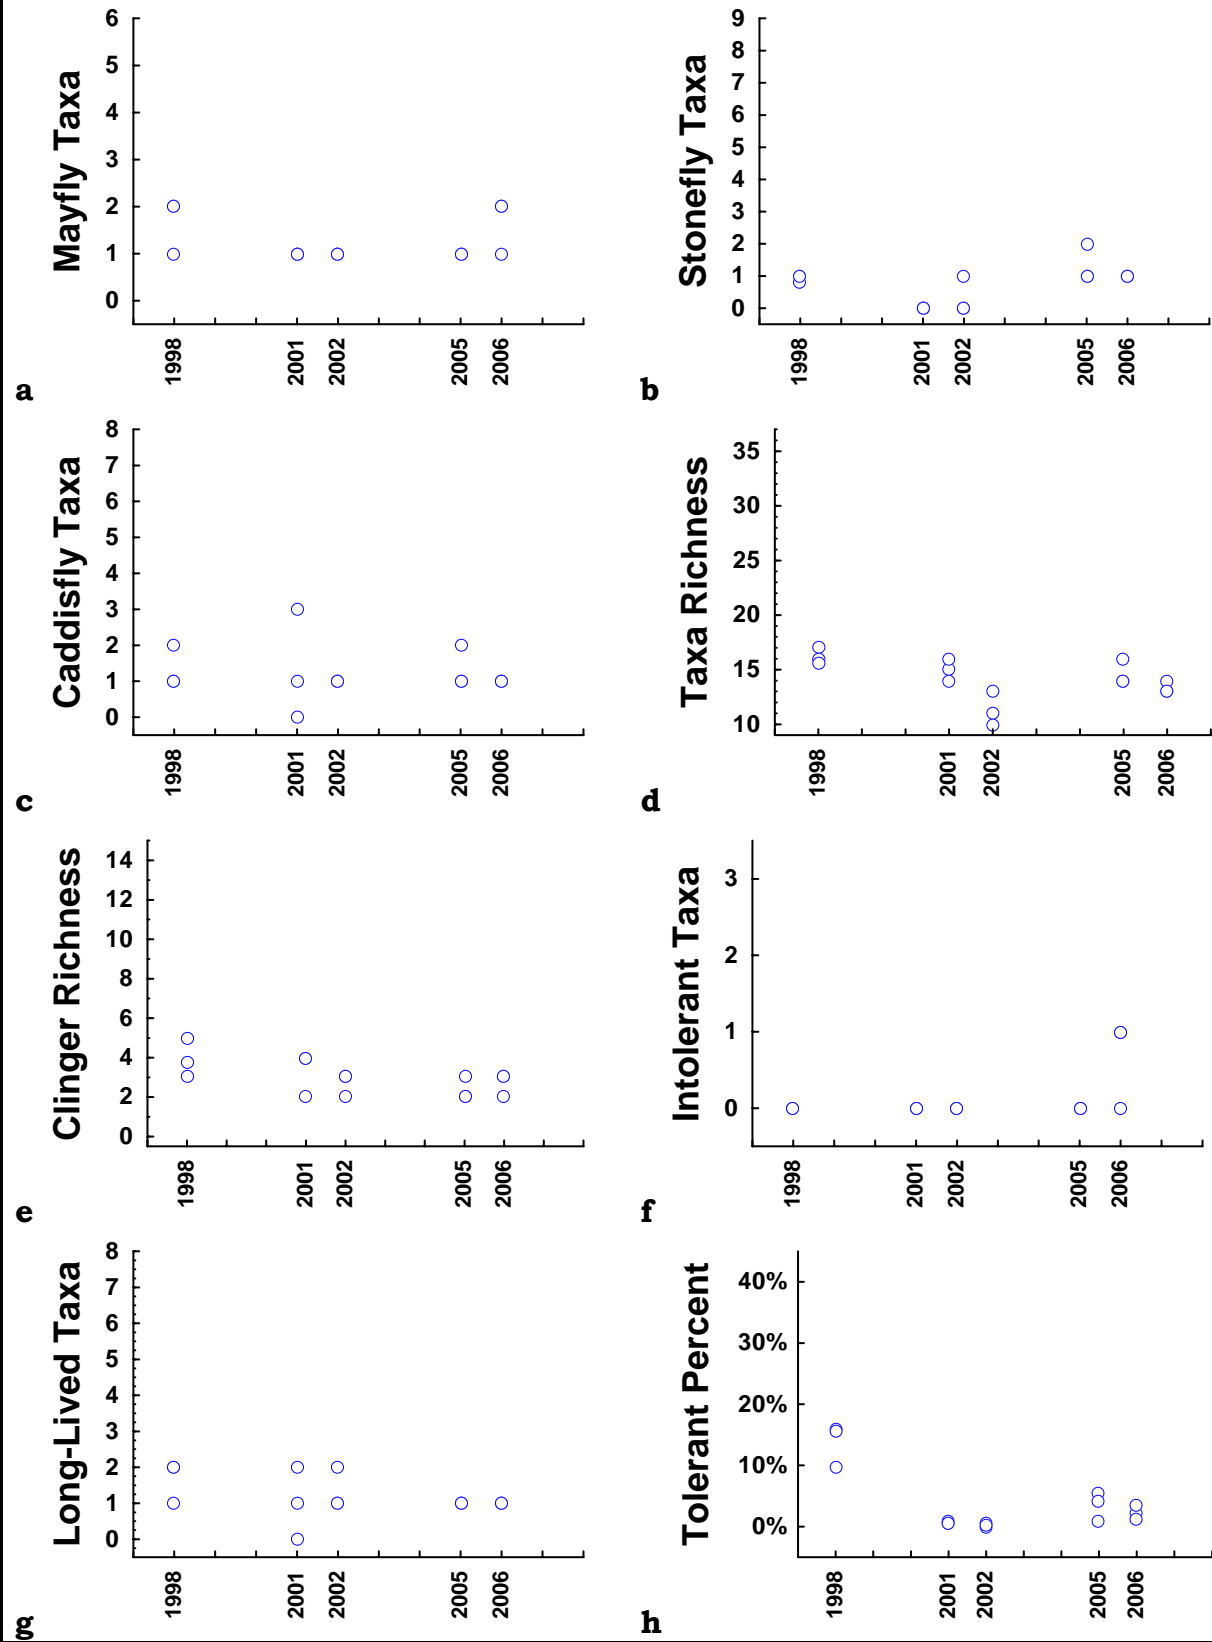 Mayfly Taxa
6
5
4
3
2
1
0
1998 2001 2002 2005 2006
a
Stonefly Taxa
9
8
7
6
5
4
3
2
1
0
1998 2001 2002 2005 2006
b
Caddisfly Taxa
8
7
6
5
4
3
2
1
0
1998 2001 2002 2005 2006
c
Taxa Richness
35
30
25
20
15
10
1998 2001 2002 2005 2006
d
Clinger Richness
14
12
10
8
6
4
2
0
1998 2001 2002 2005 2006
e
Intolerant Taxa
3
2
1
0
1998 2001 2002 2005 2006
f
Long-Lived Taxa
8
7
6
5
4
3
2
1
0
1998 2001 2002 2005 2006
g
Tolerant Percent
40%
30%
20%
10%
0%
1998 2001 2002 2005 2006
h